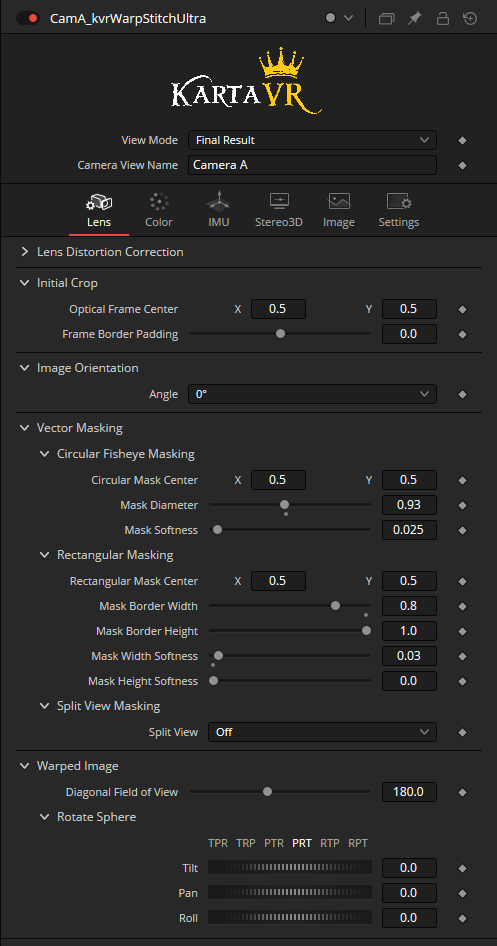 CamA_kvrWarpStitchUltra
KARTAVR
View Mode Final Result
Camera View Name Camera A
Lens Color IMU Stereo3D Image Settings
Lens Distortion Correction
Initial Crop
Optical Frame Center X 0.5 Y 0.5
Frame Border Padding 0.0
Image Orientation
Angle 0°
Vector Masking
Circular Fisheye Masking
Circular Mask Center X 0.5 Y 0.5
Mask Diameter 0.93
Mask Softness 0.025
Rectangular Masking
Rectangular Mask Center X 0.5 Y 0.5
Mask Border Width 0.8
Mask Border Height 1.0
Mask Width Softness 0.03
Mask Height Softness 0.0
Split View Masking
Split View Off
Warped Image
Diagonal Field of View 180.0
Rotate Sphere
TPR TRP PTR PRT RTP RPT
Tilt 0.0
Pan 0.0
Roll 0.0